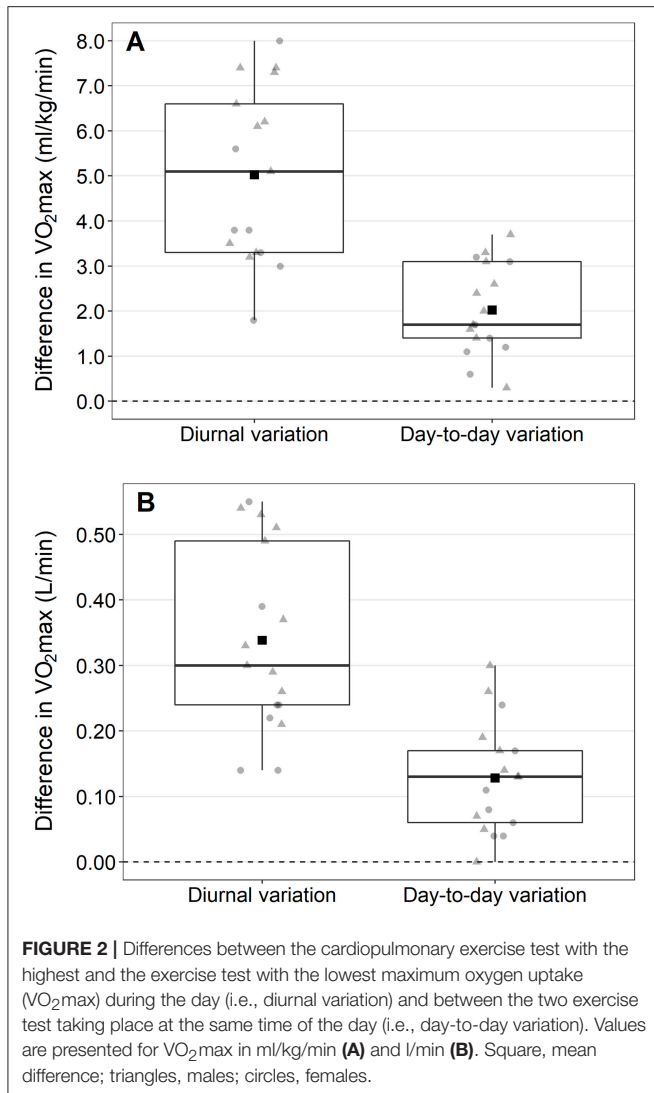 A
Difference in VO2max (ml/kg/min)
8.0
7.0
6.0
5.0
4.0
3.0
2.0
1.0
0.0
Diurnal variation
Day-to-day variation
B
Difference in VO2max (L/min)
0.50
0.40
0.30
0.20
0.10
0.00
Diurnal variation
Day-to-day variation
FIGURE 2 | Differences between the cardiopulmonary exercise test with the
highest and the exercise test with the lowest maximum oxygen uptake
(VO2max) during the day (i.e., diurnal variation) and between the two exercise
test taking place at the same time of the day (i.e., day-to-day variation). Values
are presented for VO2max in ml/kg/min (A) and l/min (B). Square, mean
difference; triangles, males; circles, females.